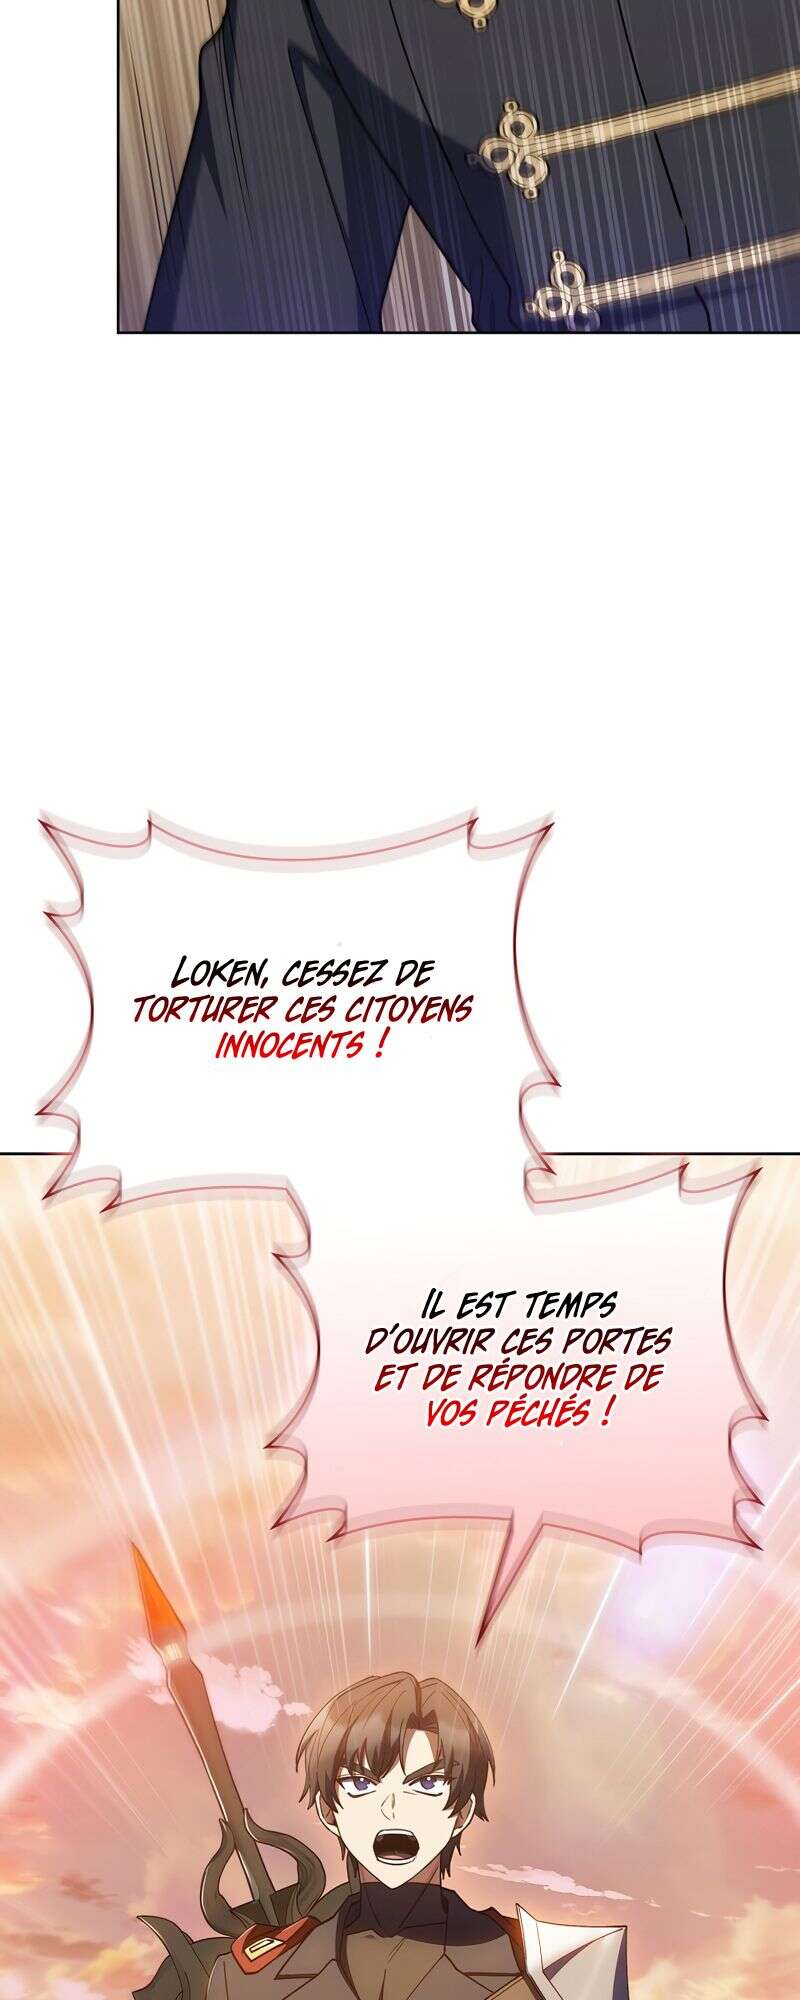 LOKEN, CESSEZ DE
TORTURER CES CITOYENS
INNOCENTS !
IL EST TEMPS
D'OUVRIR CES PORTES
ET DE RÉPONDRE DE
VOS PÉCHÉS !